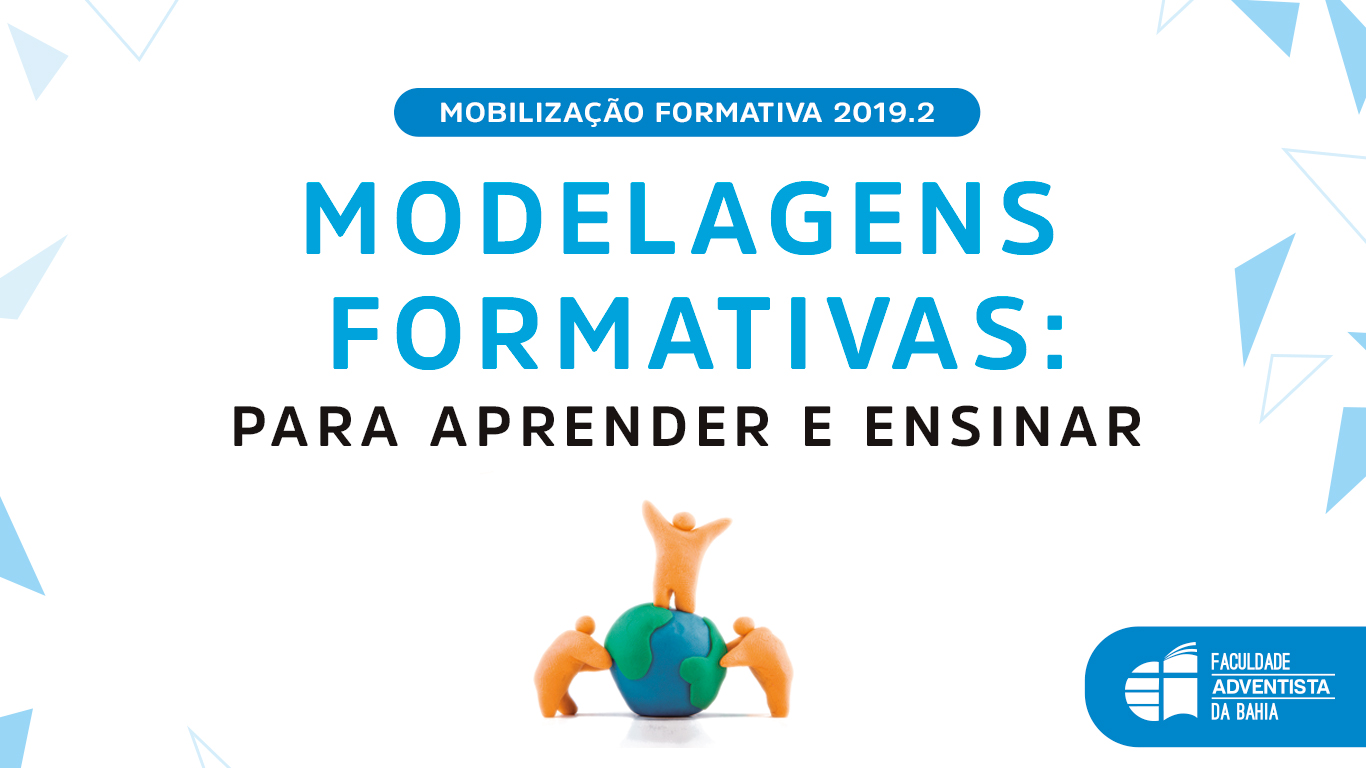 MOBILIZAÇÃO FORMATIVA 2019.2
MODELAGENS
FORMATIVAS:
PARA APRENDER E ENSINAR
FACULDADE
ADVENTISTA
DA BAHIA